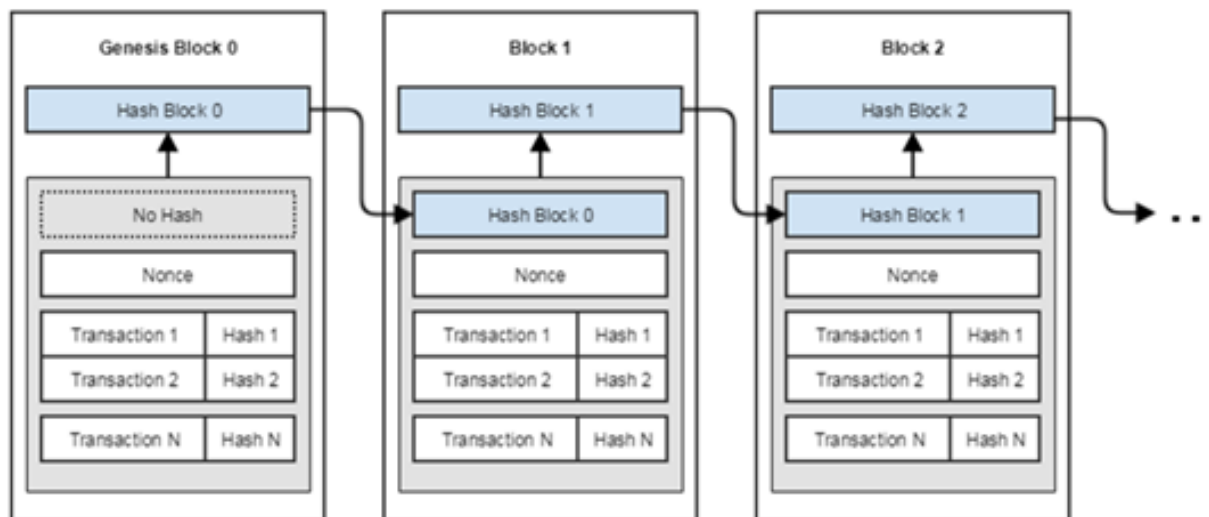 Genesis Block 0
Block 1
Block 2
Hash Block 0
Hash Block 1
Hash Block 2
No Hash
Hash Block 0
Hash Block 1
Nonce
Nonce
Nonce
Transaction 1 Hash 1
Transaction 1 Hash 1
Transaction 1 Hash 1
Transaction 2 Hash 2
Transaction 2 Hash 2
Transaction 2 Hash 2
Transaction N Hash N
Transaction N Hash N
Transaction N Hash N